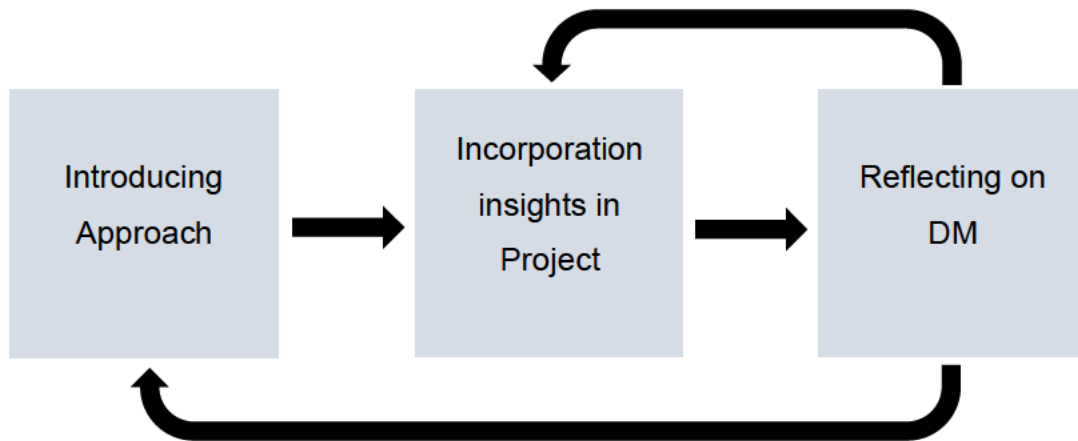 Introducing
Approach
Incorporation
insights in
Project
Reflecting on
DM